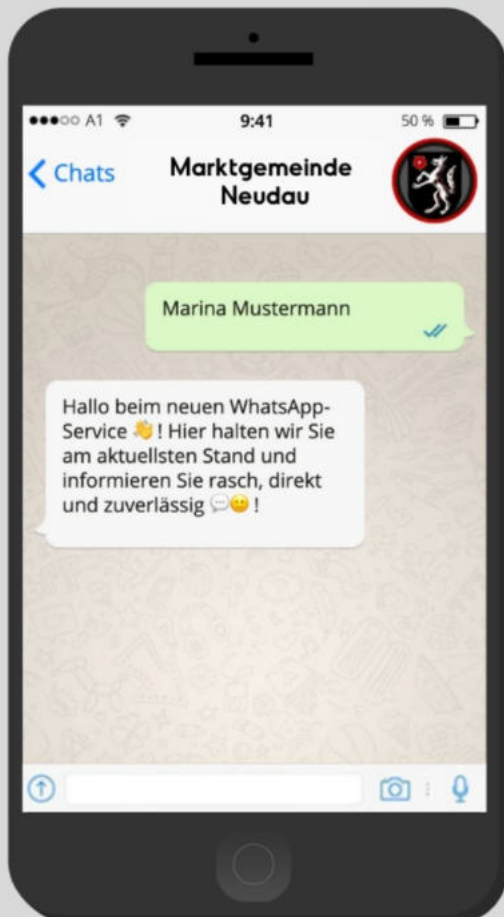 A1 9:41 50 %
Chats
Marktgemeinde
Neudau
Marina Mustermann
Hallo beim neuen WhatsApp-
Service 👋 ! Hier halten wir Sie
am aktuellsten Stand und
informieren Sie rasch, direkt
und zuverlässig 💬😀 !